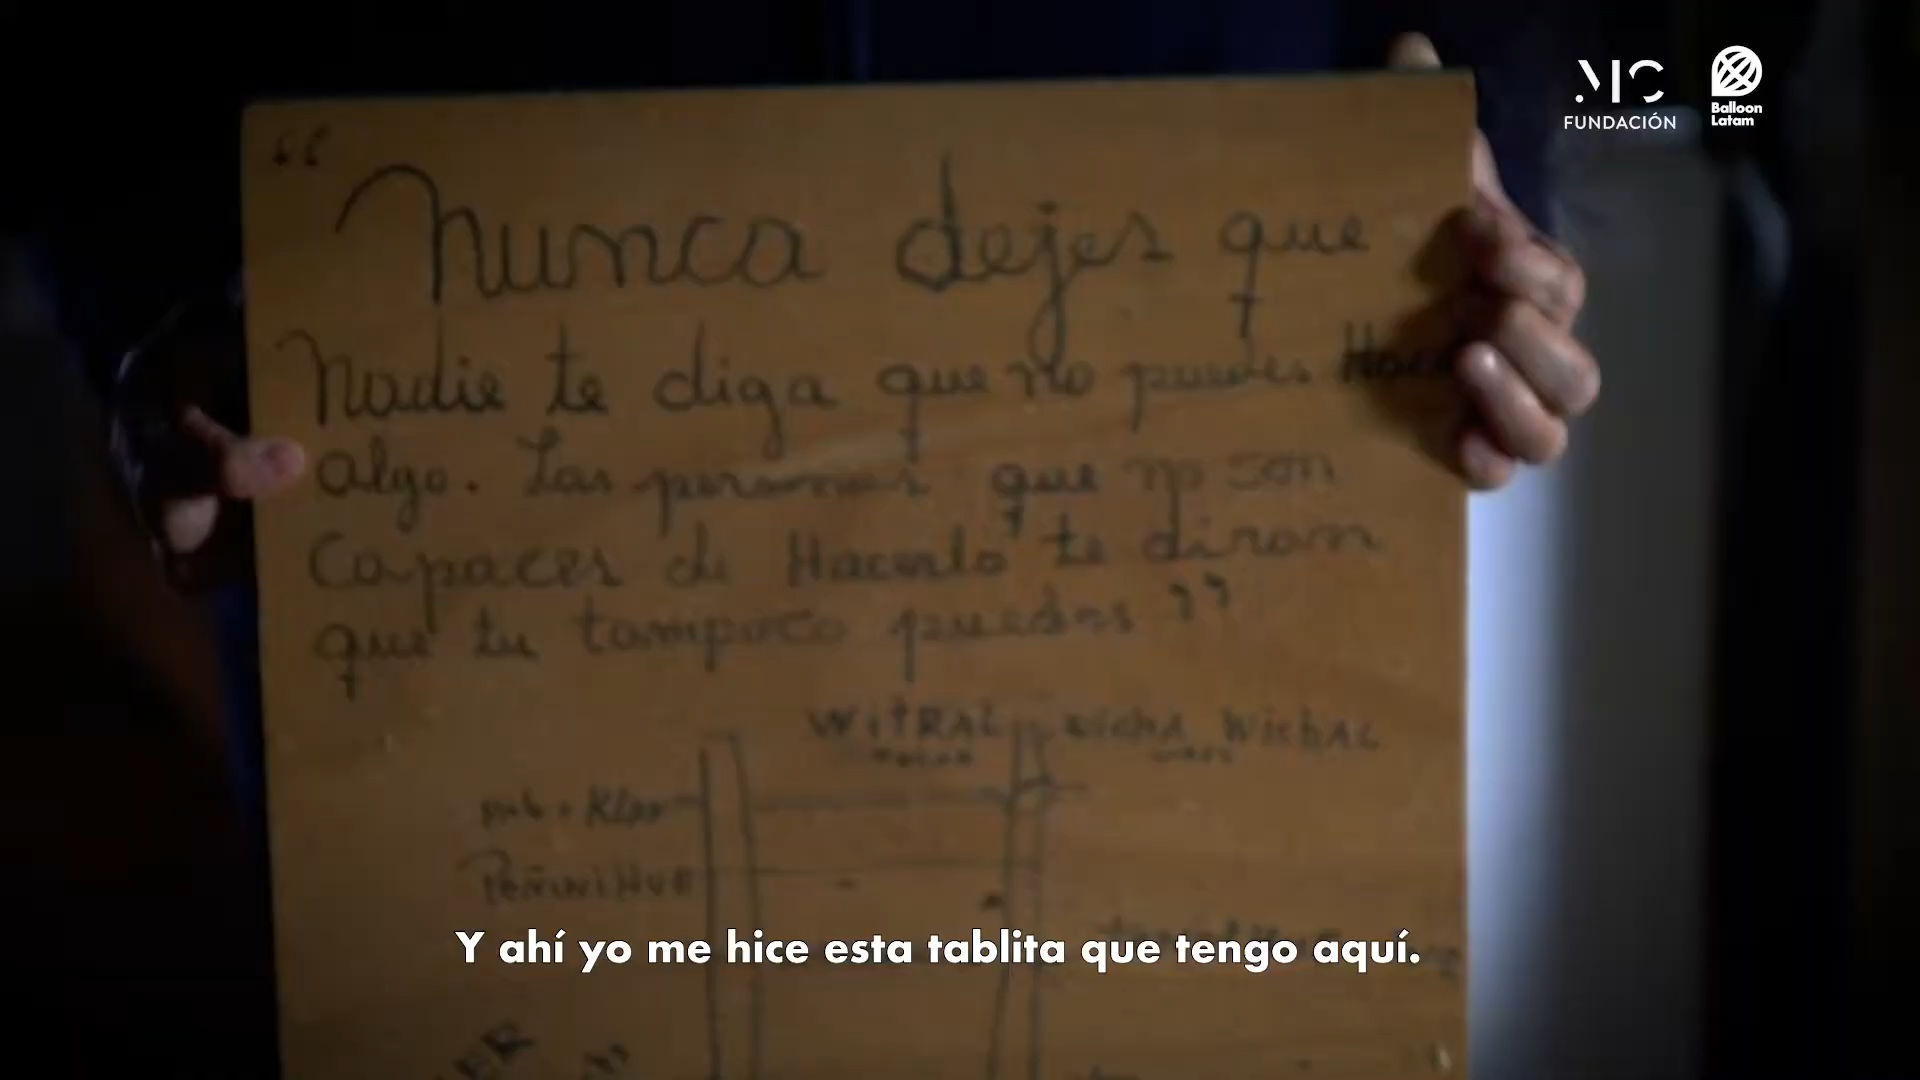 MC
FUNDACIÓN
Balloon
Latam
“ Nunca dejes que
Nadie te diga que no puedes
algo. Las personas que no son
Capaces de Hacerlo te diran
que tu tampoco puedes ”
WITRAL WICHAL
PEÑIWIHUE
Y ahí yo me hice esta tablita que tengo aquí.